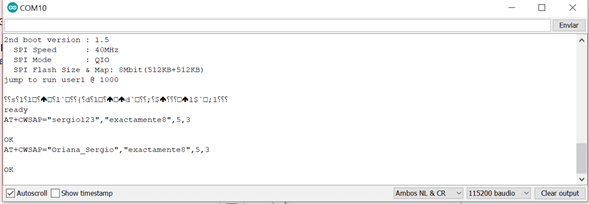 COM10
Enviar
2nd boot version : 1.5
SPI Speed : 40MHz
SPI Mode : QIO
SPI Flash Size & Map: 8Mbit(512KB+512KB)
jump to run user1 @ 1000
ready
AT+CWSAP="sergio123","exactamente8",5,3
OK
AT+CWSAP="Oriana_Sergio","exactamente8",5,3
OK
Autoscroll Show timestamp Ambos NL & CR 115200 baudio Clear output